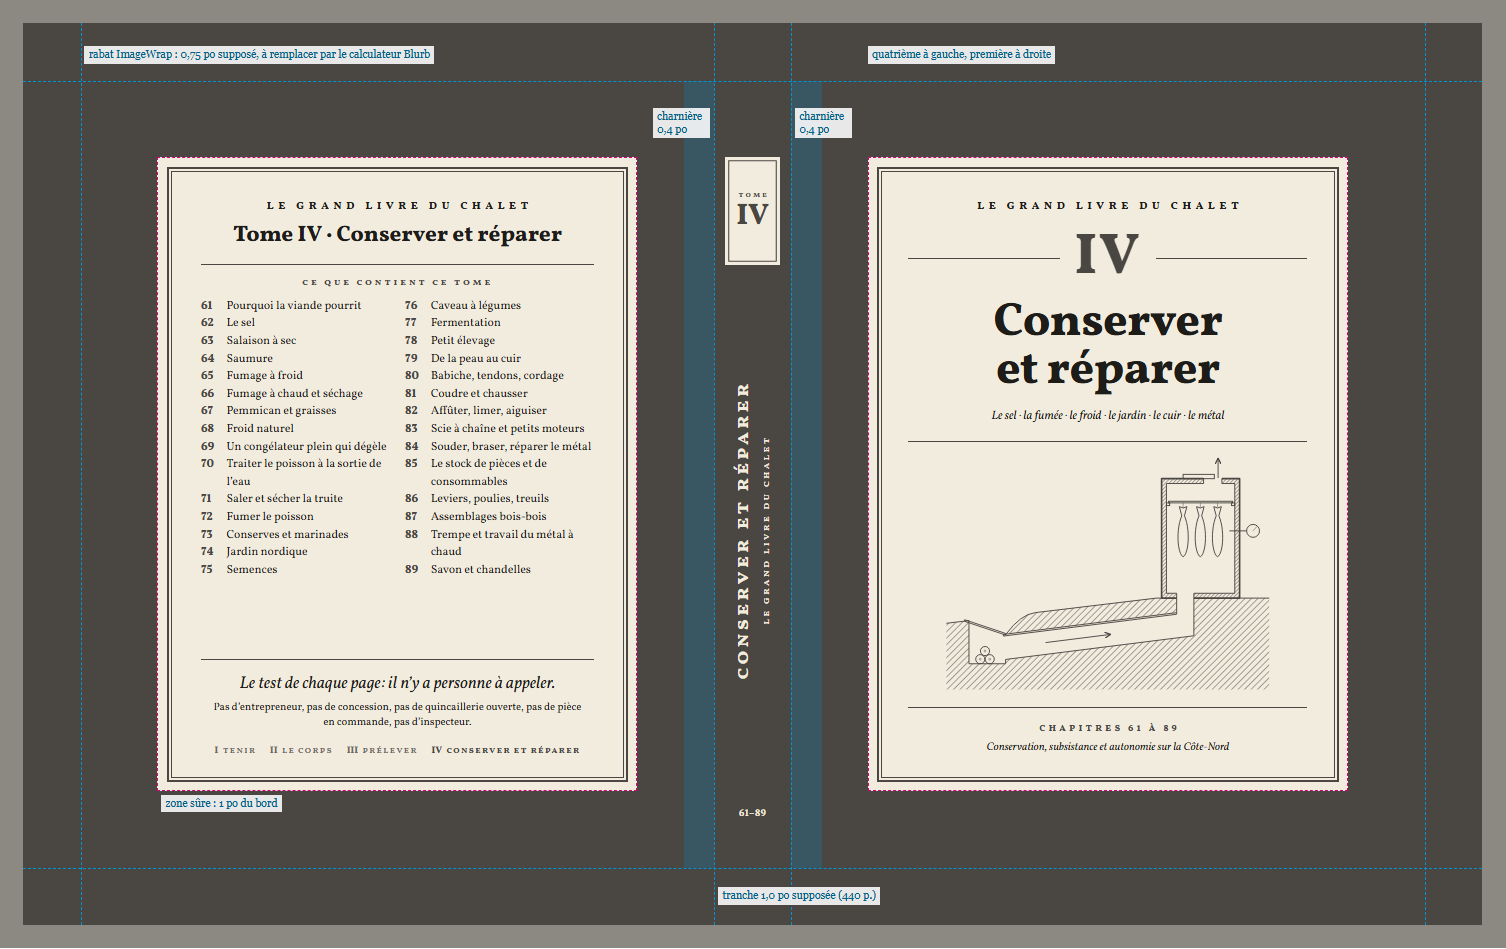 rabat ImageWrap : 0,75 po supposé, à remplacer par le calculateur Blurb
quatrième à gauche, première à droite
charnière
0,4 po
charnière
0,4 po
LE GRAND LIVRE DU CHALET
Tome IV · Conserver et réparer
CE QUE CONTIENT CE TOME
61 Pourquoi la viande pourrit
62 Le sel
63 Salaison à sec
64 Saumure
65 Fumage à froid
66 Fumage à chaud et séchage
67 Pemmican et graisses
68 Froid naturel
69 Un congélateur plein qui dégèle
70 Traiter le poisson à la sortie de
l'eau
71 Saler et sécher la truite
72 Fumer le poisson
73 Conserves et marinades
74 Jardin nordique
75 Semences
76 Caveau à légumes
77 Fermentation
78 Petit élevage
79 De la peau au cuir
80 Babiche, tendons, cordage
81 Coudre et chausser
82 Affûter, limer, aiguiser
83 Scie à chaîne et petits moteurs
84 Souder, braser, réparer le métal
85 Le stock de pièces et de
consommables
86 Leviers, poulies, treuils
87 Assemblages bois-bois
88 Trempe et travail du métal à
chaud
89 Savon et chandelles
Le test de chaque page : il n'y a personne à appeler.
Pas d'entrepreneur, pas de concession, pas de quincaillerie ouverte, pas de pièce
en commande, pas d'inspecteur.
I TENIR II LE CORPS III PRÉLEVER IV CONSERVER ET RÉPARER
zone sûre : 1 po du bord
TOME
IV
CONSERVER ET RÉPARER
LE GRAND LIVRE DU CHALET
61–89
tranche 1,0 po supposée (440 p.)
LE GRAND LIVRE DU CHALET
IV
Conserver
et réparer
Le sel · la fumée · le froid · le jardin · le cuir · le métal
CHAPITRES 61 À 89
Conservation, subsistance et autonomie sur la Côte-Nord